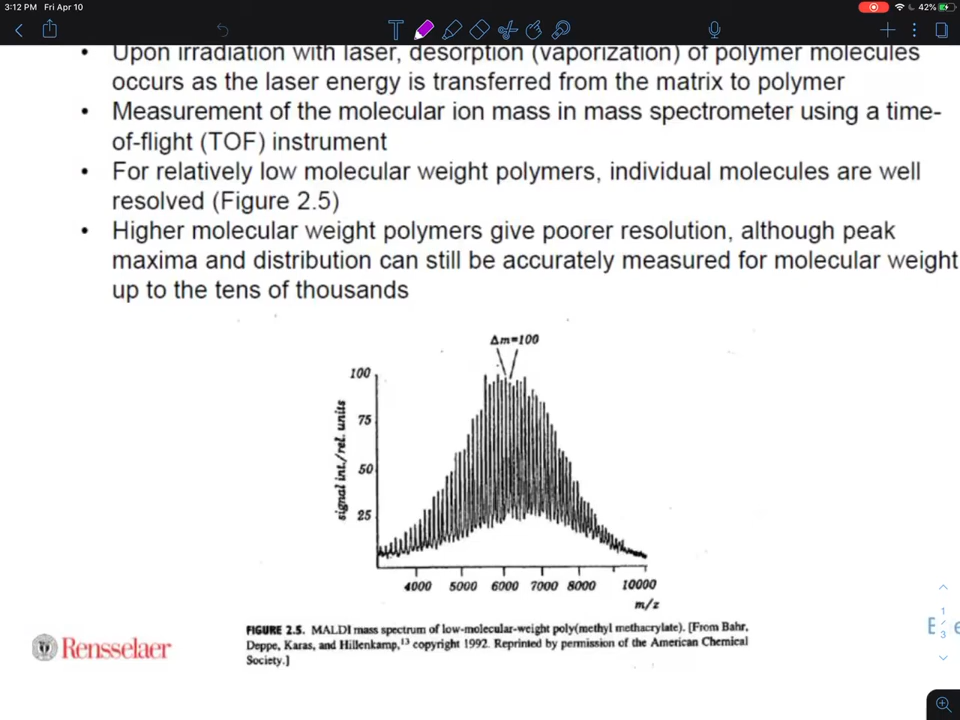 3:12 PM Fri Apr 10
42%
• Upon irradiation with laser, desorption (vaporization) of polymer molecules
occurs as the laser energy is transferred from the matrix to polymer
• Measurement of the molecular ion mass in mass spectrometer using a time-
of-flight (TOF) instrument
• For relatively low molecular weight polymers, individual molecules are well
resolved (Figure 2.5)
• Higher molecular weight polymers give poorer resolution, although peak
maxima and distribution can still be accurately measured for molecular weight
up to the tens of thousands
Δm=100
100
75
50
25
signal int./rel. units
4000 5000 6000 7000 8000 10000
m/z
FIGURE 2.5. MALDI mass spectrum of low-molecular-weight poly(methyl methacrylate). [From Bahr,
Deppe, Karas, and Hillenkamp,¹³ copyright 1992. Reprinted by permission of the American Chemical
Society.]
Rensselaer
1
3